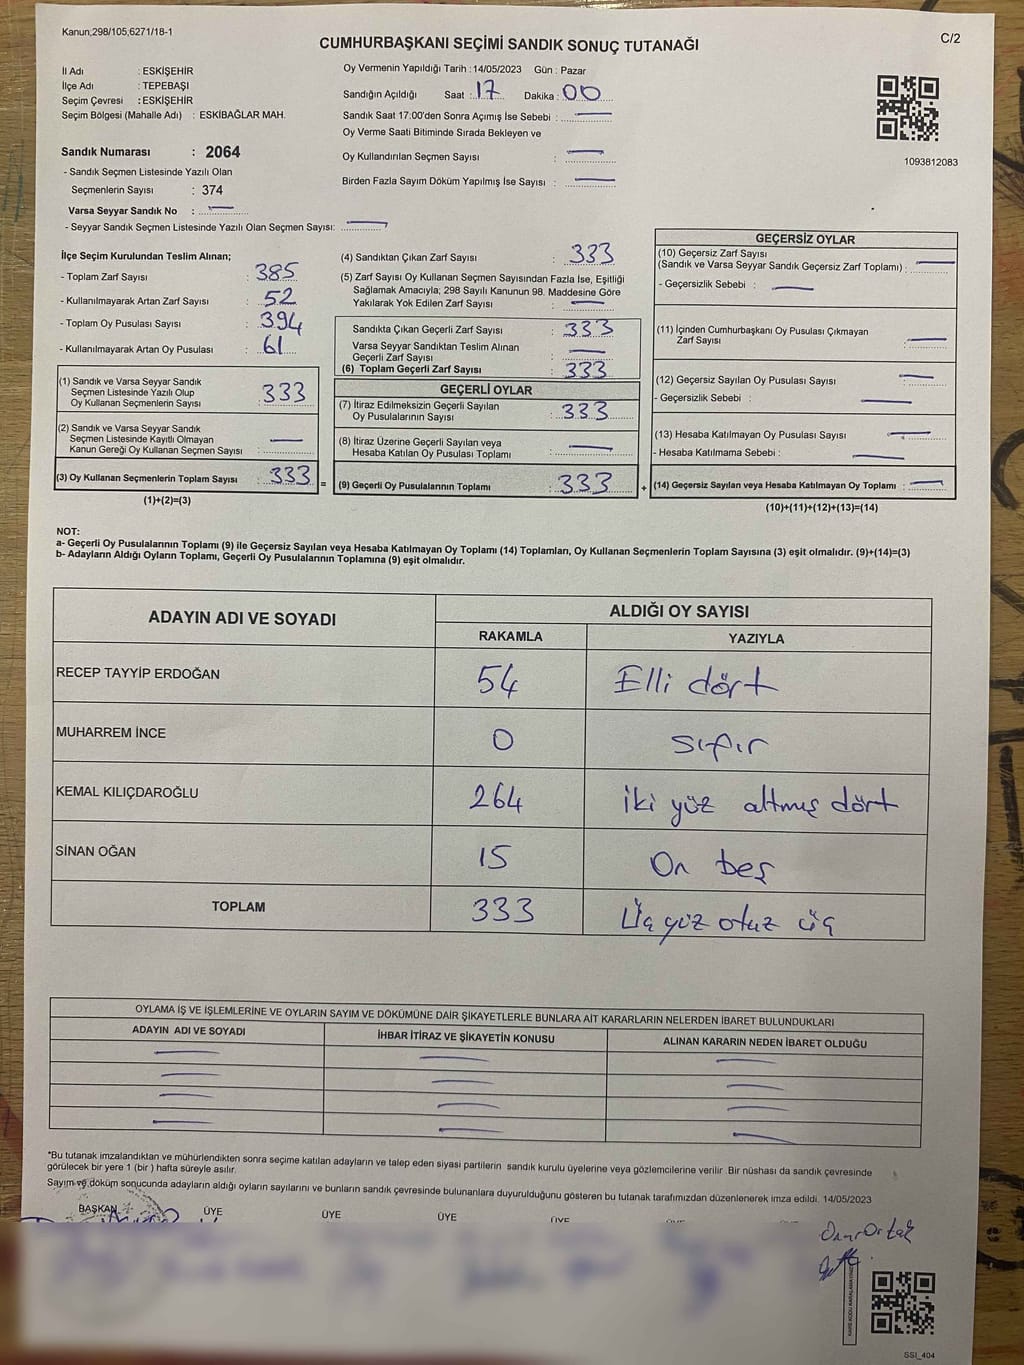 Kanun;298/105,6271/18-1
C/2
CUMHURBAŞKANI SEÇİMİ SANDIK SONUÇ TUTANAĞI
İl Adı : ESKİŞEHİR
İlçe Adı : TEPEBAŞI
Seçim Çevresi : ESKİŞEHİR
Seçim Bölgesi (Mahalle Adı) : ESKİBAĞLAR MAH.
Sandık Numarası : 2064
- Sandık Seçmen Listesinde Yazılı Olan
Seçmenlerin Sayısı : 374
Varsa Seyyar Sandık No :
- Seyyar Sandık Seçmen Listesinde Yazılı Olan Seçmen Sayısı:
Oy Vermenin Yapıldığı Tarih : 14/05/2023 Gün : Pazar
Sandığın Açıldığı Saat : 17 Dakika : 00
Sandık Saat 17:00'den Sonra Açımış İse Sebebi :
Oy Verme Saati Bitiminde Sırada Bekleyen ve
Oy Kullandırılan Seçmen Sayısı :
Birden Fazla Sayım Döküm Yapılmış İse Sayısı :
1093812083
İlçe Seçim Kurulundan Teslim Alınan;
- Toplam Zarf Sayısı : 385
- Kullanılmayarak Artan Zarf Sayısı : 52
- Toplam Oy Pusulası Sayısı : 394
- Kullanılmayarak Artan Oy Pusulası : 61
(1) Sandık ve Varsa Seyyar Sandık
Seçmen Listesinde Yazılı Olup
Oy Kullanan Seçmenlerin Sayısı : 333
(2) Sandık ve Varsa Seyyar Sandık
Seçmen Listesinde Kayıtlı Olmayan
Kanun Gereği Oy Kullanan Seçmen Sayısı :
(3) Oy Kullanan Seçmenlerin Toplam Sayısı : 333 =
(1)+(2)=(3)
(4) Sandıktan Çıkan Zarf Sayısı : 333
(5) Zarf Sayısı Oy Kullanan Seçmen Sayısından Fazla İse, Eşitliği
Sağlamak Amacıyla; 298 Sayılı Kanunun 98. Maddesine Göre
Yakılarak Yok Edilen Zarf Sayısı :
Sandıkta Çıkan Geçerli Zarf Sayısı : 333
Varsa Seyyar Sandıktan Teslim Alınan
Geçerli Zarf Sayısı :
(6) Toplam Geçerli Zarf Sayısı : 333
GEÇERLİ OYLAR
(7) İtiraz Edilmeksizin Geçerli Sayılan
Oy Pusulalarının Sayısı : 333
(8) İtiraz Üzerine Geçerli Sayılan veya
Hesaba Katılan Oy Pusulası Toplamı :
(9) Geçerli Oy Pusulalarının Toplamı : 333 +
GEÇERSİZ OYLAR
(10) Geçersiz Zarf Sayısı
(Sandık ve Varsa Seyyar Sandık Geçersiz Zarf Toplamı) :
- Geçersizlik Sebebi :
(11) İçinden Cumhurbaşkanı Oy Pusulası Çıkmayan
Zarf Sayısı :
(12) Geçersiz Sayılan Oy Pusulası Sayısı :
- Geçersizlik Sebebi :
(13) Hesaba Katılmayan Oy Pusulası Sayısı :
- Hesaba Katılmama Sebebi :
(14) Geçersiz Sayılan veya Hesaba Katılmayan Oy Toplamı :
(10)+(11)+(12)+(13)=(14)
NOT:
a- Geçerli Oy Pusulalarının Toplamı (9) ile Geçersiz Sayılan veya Hesaba Katılmayan Oy Toplamı (14) Toplamları, Oy Kullanan Seçmenlerin Toplam Sayısına (3) eşit olmalıdır. (9)+(14)=(3)
b- Adayların Aldığı Oyların Toplamı, Geçerli Oy Pusulalarının Toplamına (9) eşit olmalıdır.
ADAYIN ADI VE SOYADI ALDIĞI OY SAYISI
RAKAMLA YAZIYLA
RECEP TAYYİP ERDOĞAN 54 Elli dört
MUHARREM İNCE 0 sıfır
KEMAL KILIÇDAROĞLU 264 iki yüz altmış dört
SİNAN OĞAN 15 On beş
TOPLAM 333 Üç yüz otuz üç
OYLAMA İŞ VE İŞLEMLERİNE VE OYLARIN SAYIM VE DÖKÜMÜNE DAİR ŞİKAYETLERLE BUNLARA AİT KARARLARIN NELERDEN İBARET BULUNDUKLARI
ADAYIN ADI VE SOYADI İHBAR İTİRAZ VE ŞİKAYETİN KONUSU ALINAN KARARIN NEDEN İBARET OLDUĞU
*Bu tutanak imzalandıktan ve mühürlendikten sonra seçime katılan adayların ve talep eden siyasi partilerin sandık kurulu üyelerine veya gözlemcilerine verilir. Bir nüshası da sandık çevresinde
görülecek bir yere 1 (bir ) hafta süreyle asılır.
Sayım ve döküm sonucunda adayların aldığı oyların sayılarını ve bunların sandık çevresinde bulunanlara duyurulduğunu gösteren bu tutanak tarafımızdan düzenlenerek imza edildi. 14/05/2023
BAŞKAN ÜYE ÜYE ÜYE ÜYE
SSI_404